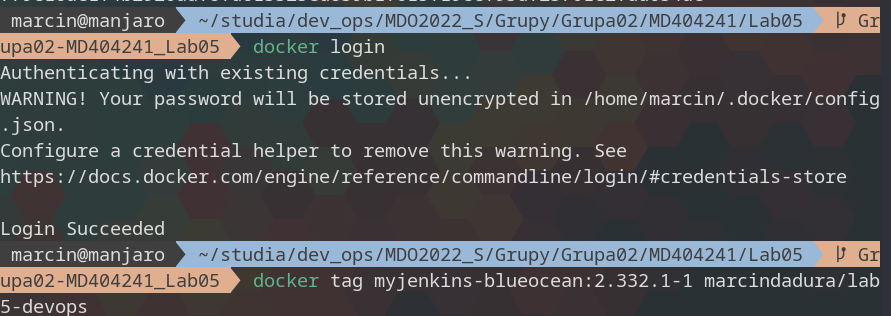 marcin@manjaro ~/studia/dev_ops/MDO2022_S/Grupy/Grupa02/MD404241/Lab05 Gr
upa02-MD404241_Lab05 docker login
Authenticating with existing credentials...
WARNING! Your password will be stored unencrypted in /home/marcin/.docker/config
.json.
Configure a credential helper to remove this warning. See
https://docs.docker.com/engine/reference/commandline/login/#credentials-store
Login Succeeded
marcin@manjaro ~/studia/dev_ops/MDO2022_S/Grupy/Grupa02/MD404241/Lab05 Gr
upa02-MD404241_Lab05 docker tag myjenkins-blueocean:2.332.1-1 marcindadura/lab
5-devops